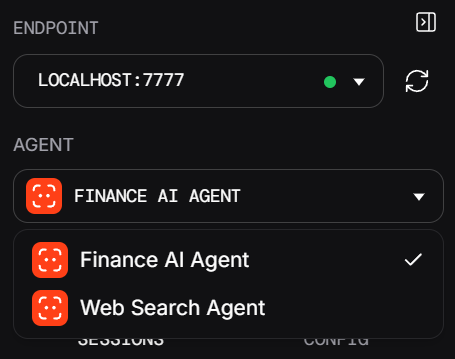 ENDPOINT
LOCALHOST:7777
AGENT
FINANCE AI AGENT
Finance AI Agent
Web Search Agent
SESSIONS CONFIG